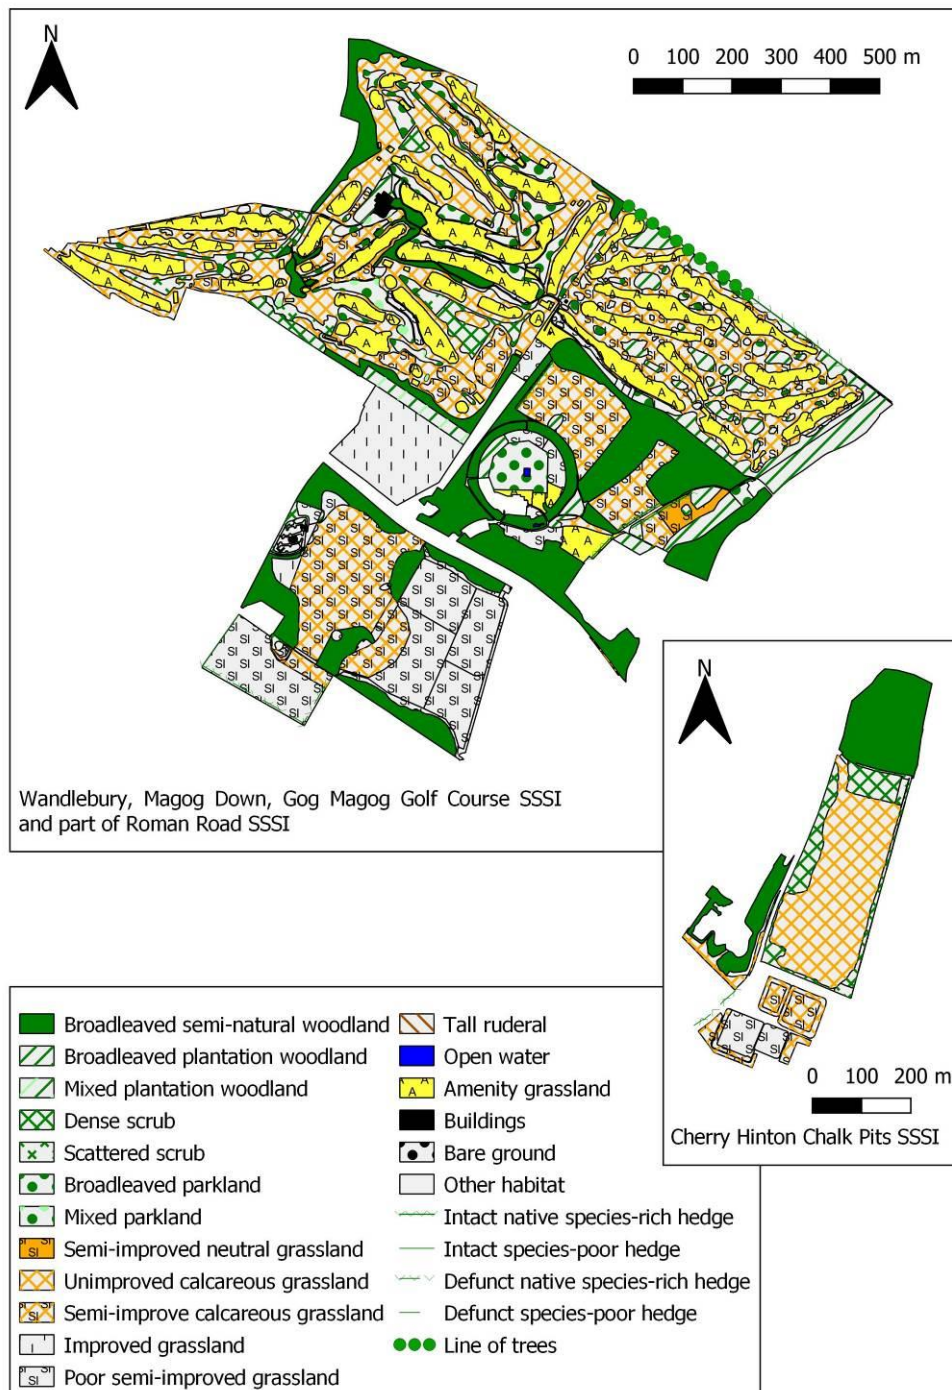 N
0 100 200 300 400 500 m
Wandlebury, Magog Down, Gog Magog Golf Course SSSI
and part of Roman Road SSSI
N
0 100 200 m
Cherry Hinton Chalk Pits SSSI
Broadleaved semi-natural woodland
Broadleaved plantation woodland
Mixed plantation woodland
Dense scrub
Scattered scrub
Broadleaved parkland
Mixed parkland
SI Semi-improved neutral grassland
Unimproved calcareous grassland
SI Semi-improve calcareous grassland
I Improved grassland
SI Poor semi-improved grassland
Tall ruderal
Open water
A Amenity grassland
Buildings
Bare ground
Other habitat
Intact native species-rich hedge
Intact species-poor hedge
Defunct native species-rich hedge
Defunct species-poor hedge
Line of trees